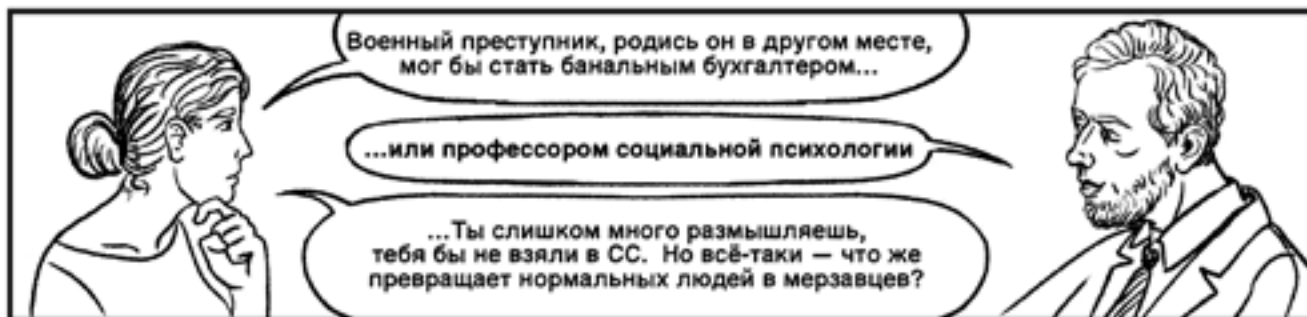 Военный преступник, родись он в другом месте,
мог бы стать банальным бухгалтером...
...или профессором социальной психологии
...Ты слишком много размышляешь,
тебя бы не взяли в СС. Но всё-таки — что же
превращает нормальных людей в мерзавцев?